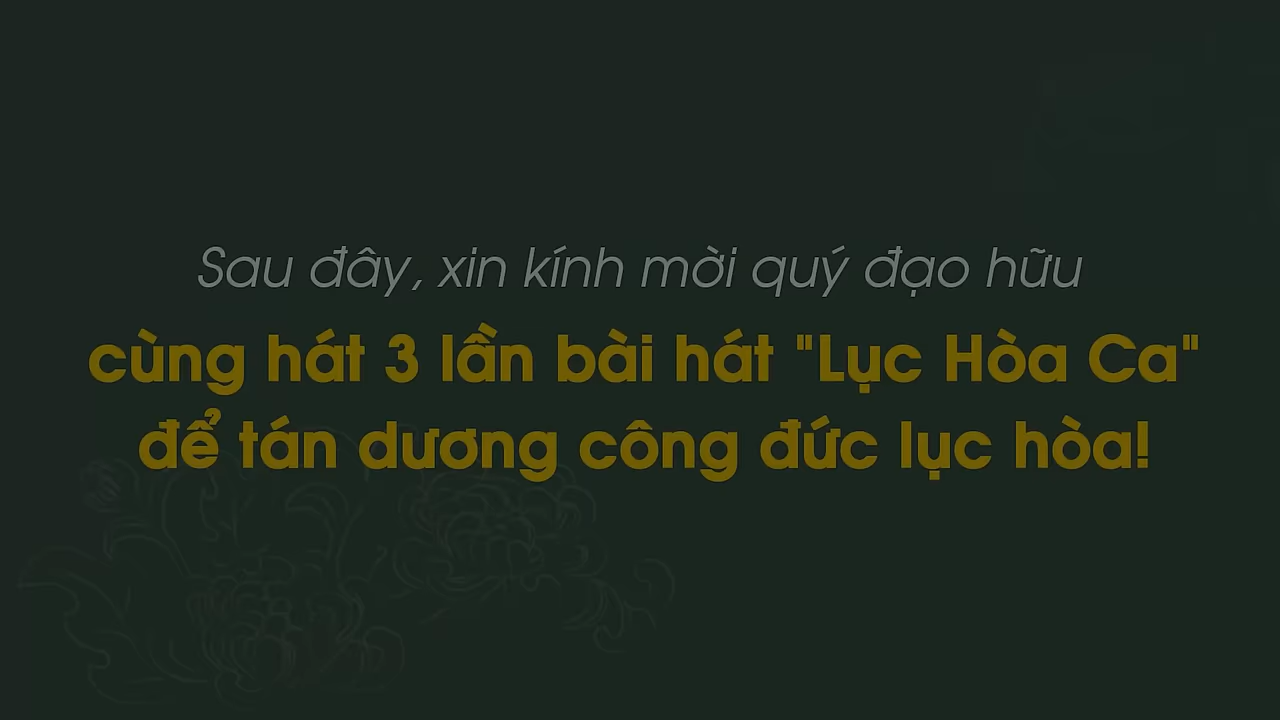 Sau đây, xin kính mời quý đạo hữu
cùng hát 3 lần bài hát "Lục Hòa Ca"
để tán dương công đức lục hòa!